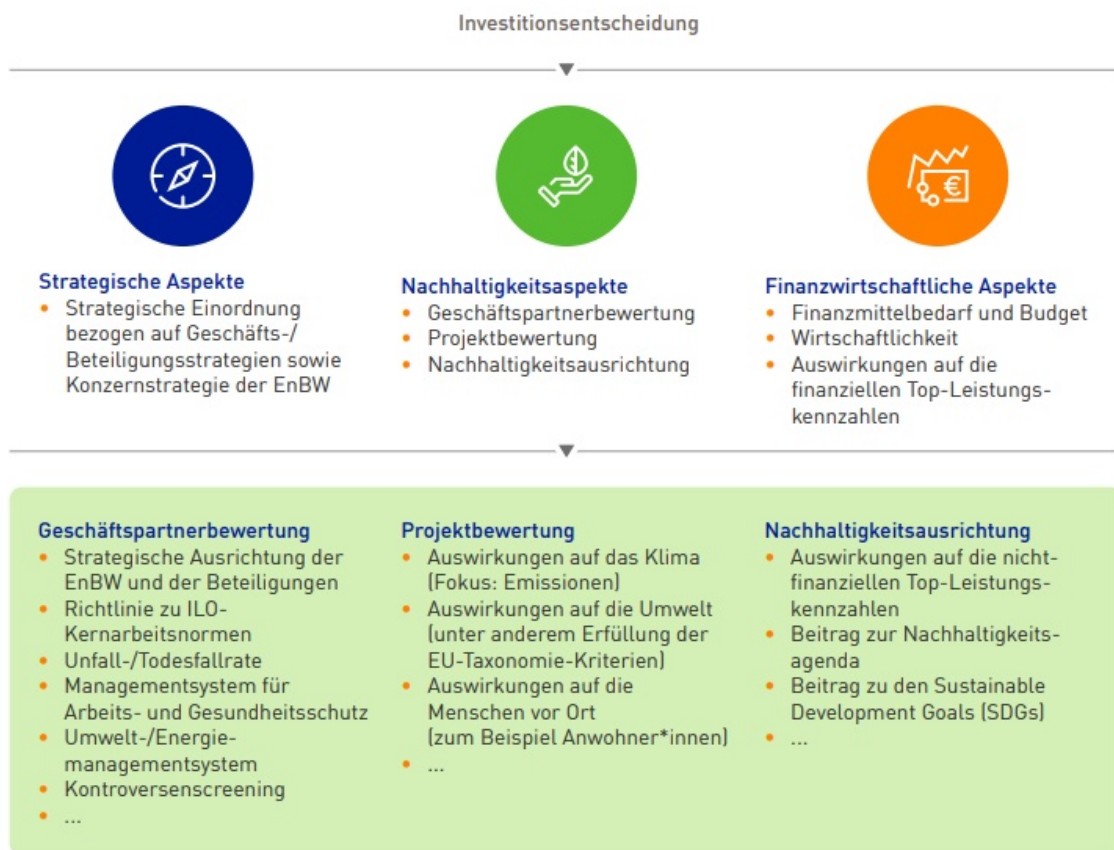 Investitionsentscheidung
Strategische Aspekte
• Strategische Einordnung
bezogen auf Geschäfts-/
Beteiligungsstrategien sowie
Konzernstrategie der EnBW
Nachhaltigkeitsaspekte
• Geschäftspartnerbewertung
• Projektbewertung
• Nachhaltigkeitsausrichtung
€
Finanzwirtschaftliche Aspekte
• Finanzmittelbedarf und Budget
• Wirtschaftlichkeit
• Auswirkungen auf die
finanziellen Top-Leistungs-
kennzahlen
Geschäftspartnerbewertung
• Strategische Ausrichtung der
EnBW und der Beteiligungen
• Richtlinie zu ILO-
Kernarbeitsnormen
• Unfall-/Todesfallrate
• Managementsystem für
Arbeits- und Gesundheitsschutz
• Umwelt-/Energie-
managementsystem
• Kontroversenscreening
• ...
Projektbewertung
• Auswirkungen auf das Klima
(Fokus: Emissionen)
• Auswirkungen auf die Umwelt
(unter anderem Erfüllung der
EU-Taxonomie-Kriterien)
• Auswirkungen auf die
Menschen vor Ort
(zum Beispiel Anwohner*innen)
• ...
Nachhaltigkeitsausrichtung
• Auswirkungen auf die nicht-
finanziellen Top-Leistungs-
kennzahlen
• Beitrag zur Nachhaltigkeits-
agenda
• Beitrag zu den Sustainable
Development Goals (SDGs)
• ...